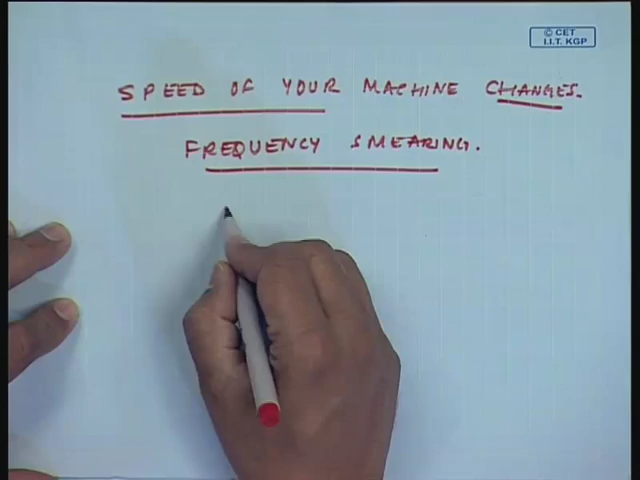 © CET
I.I.T. KGP
SPEED OF YOUR MACHINE CHANGES.
FREQUENCY SMEARING.